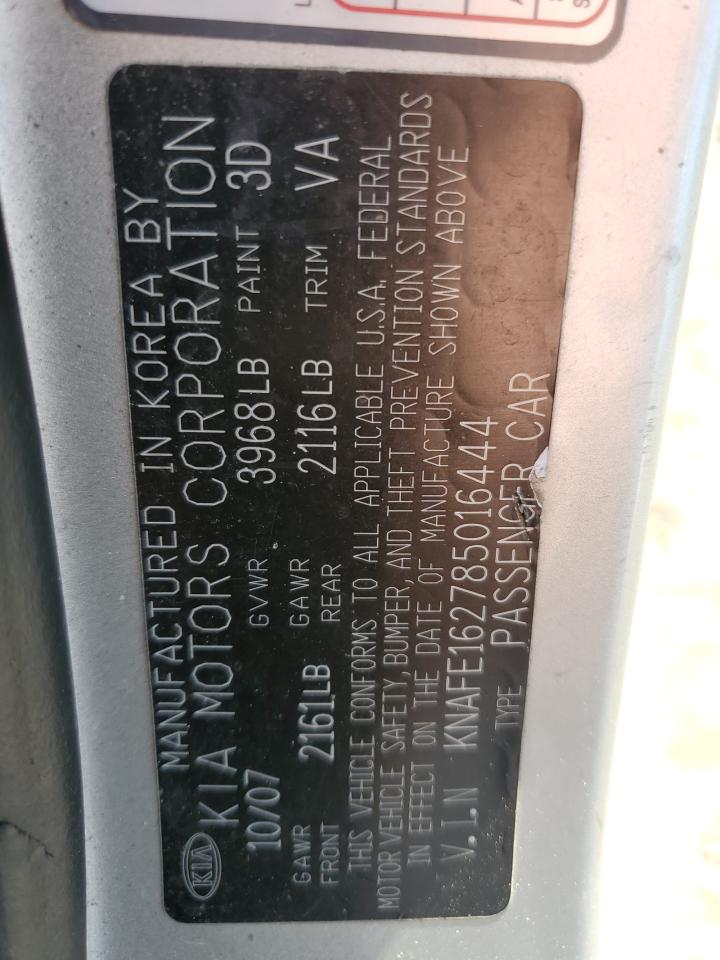 MANUFACTURED IN KOREA BY
KIA KIA MOTORS CORPORATION
10/07 GVWR 3968LB PAINT 3D
GAWR FRONT 2161LB GAWR REAR 2116LB TRIM VA
THIS VEHICLE CONFORMS TO ALL APPLICABLE U.S.A. FEDERAL
MOTOR VEHICLE SAFETY, BUMPER, AND THEFT PREVENTION STANDARDS
IN EFFECT ON THE DATE OF MANUFACTURE SHOWN ABOVE
V.I.N KNAFE162785016444
TYPE PASSENGER CAR